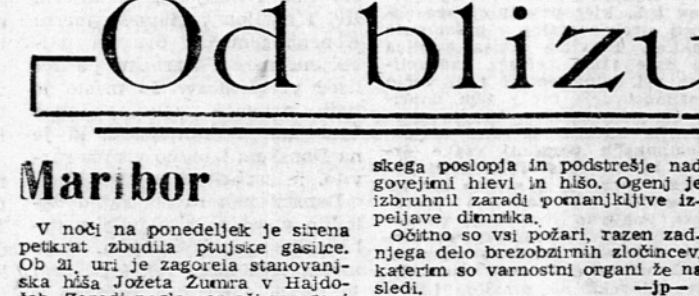 Od blizu
Maribor
V noči na ponedeljek je sirena
petkrat zbudila ptujske gasilce.
Ob 21. uri je zagorela stanovanj-
ska hiša Jožeta Žumra v Hajdo-
skega poslopja in podstrešje nad
govejimi hlevi in hišo. Ogenj je
izbruhnil zaradi pomanjkljive iz-
peljave dimnika.
Očitno so vsi požari, razen zad-
njega delo brezobzirnih zločincev,
katerim so varnostni organi že na
sledi. —jp—